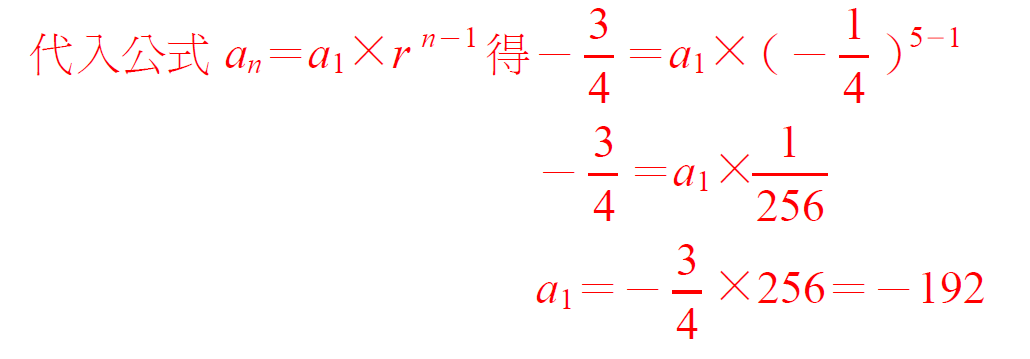 代入公式 aₙ=a₁×r ⁿ⁻¹ 得 -3/4=a₁×(-1/4)⁵⁻¹
-3/4=a₁×1/256
a₁=-3/4×256=-192